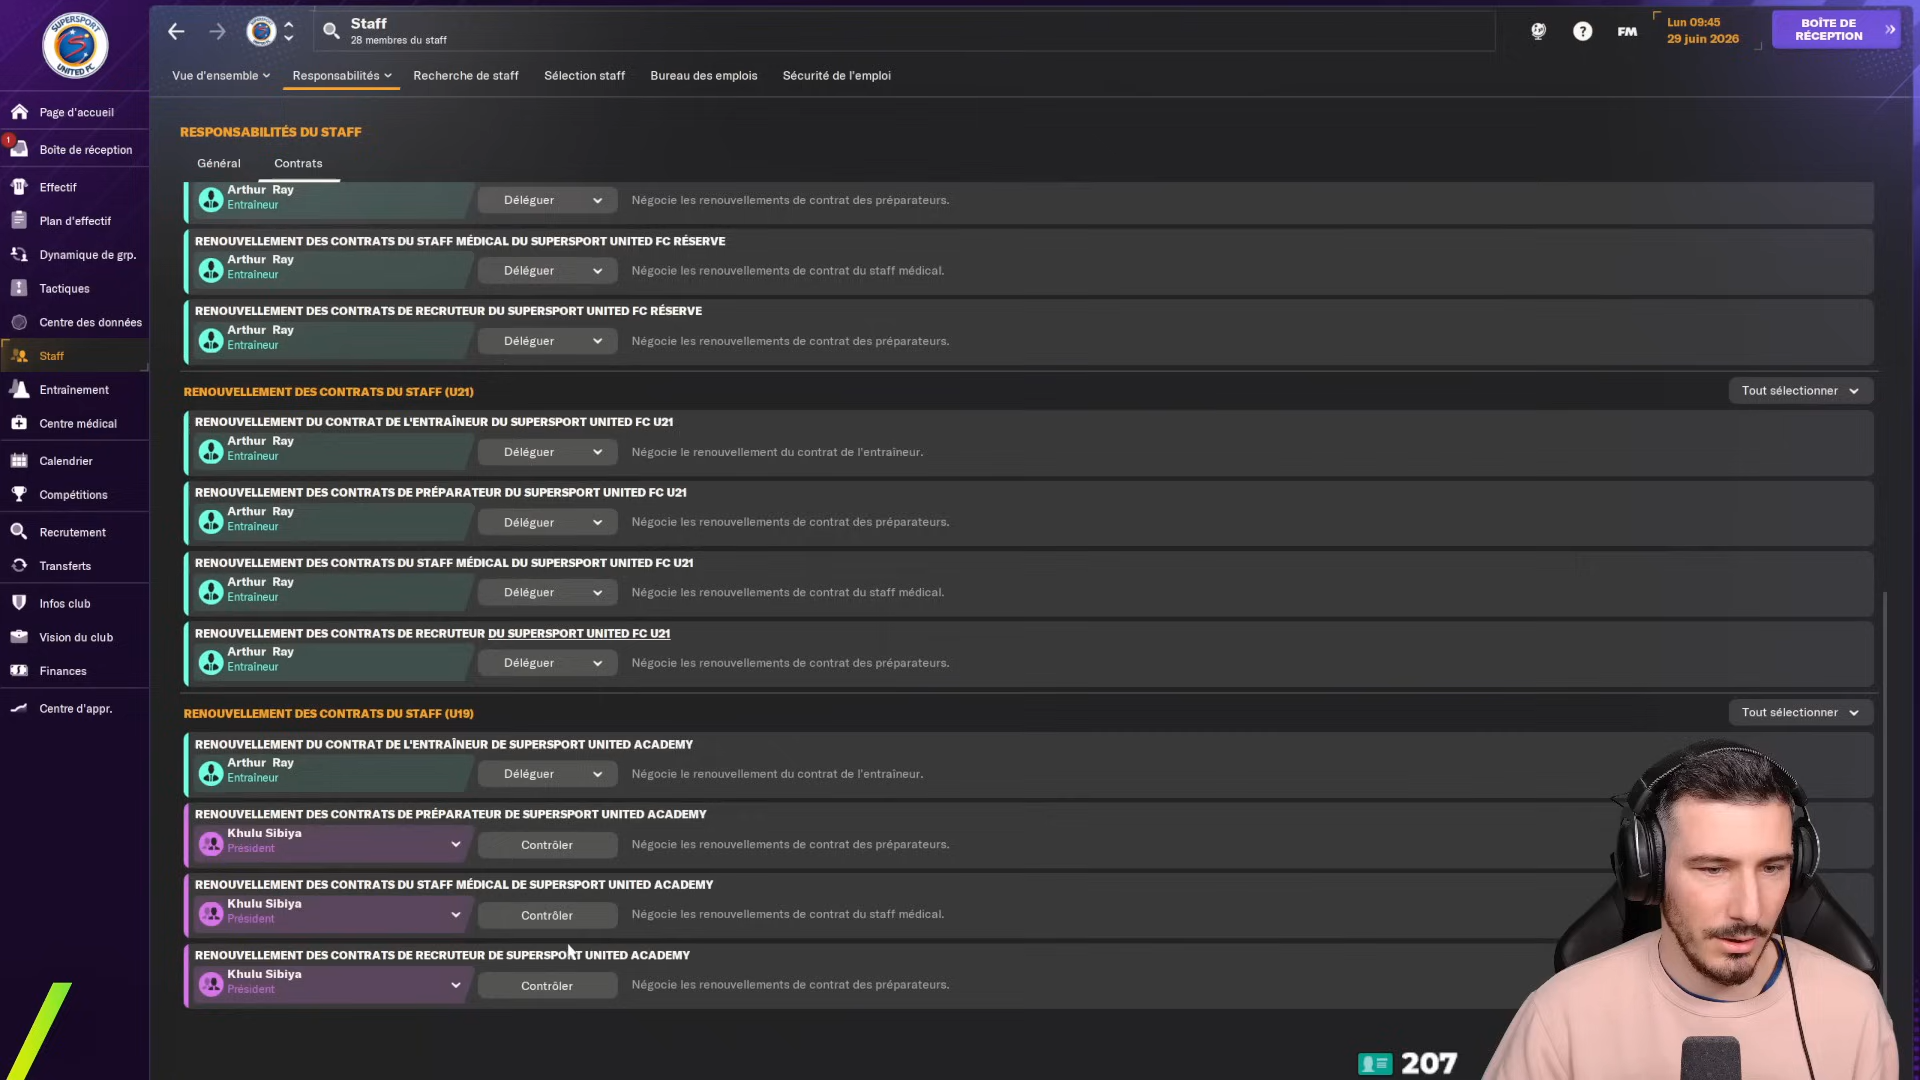 SUPERSPORT
UNITED FC
Staff
28 membres du staff
FM
Lun 09:45
29 juin 2026
BOÎTE DE
RÉCEPTION
Vue d'ensemble
Responsabilités
Recherche de staff
Sélection staff
Bureau des emplois
Sécurité de l'emploi
Page d'accueil
1
Boîte de réception
Effectif
Plan d'effectif
Dynamique de grp.
Tactiques
Centre des données
Staff
Entraînement
Centre médical
Calendrier
Compétitions
Recrutement
Transferts
Infos club
Vision du club
Finances
Centre d'appr.
RESPONSABILITÉS DU STAFF
Général
Contrats
Arthur Ray
Entraîneur
Déléguer
Négocie les renouvellements de contrat des préparateurs.
RENOUVELLEMENT DES CONTRATS DU STAFF MÉDICAL DU SUPERSPORT UNITED FC RÉSERVE
Arthur Ray
Entraîneur
Déléguer
Négocie les renouvellements de contrat du staff médical.
RENOUVELLEMENT DES CONTRATS DE RECRUTEUR DU SUPERSPORT UNITED FC RÉSERVE
Arthur Ray
Entraîneur
Déléguer
Négocie les renouvellements de contrat des préparateurs.
RENOUVELLEMENT DES CONTRATS DU STAFF (U21)
Tout sélectionner
RENOUVELLEMENT DU CONTRAT DE L'ENTRAÎNEUR DU SUPERSPORT UNITED FC U21
Arthur Ray
Entraîneur
Déléguer
Négocie le renouvellement du contrat de l'entraîneur.
RENOUVELLEMENT DES CONTRATS DE PRÉPARATEUR DU SUPERSPORT UNITED FC U21
Arthur Ray
Entraîneur
Déléguer
Négocie les renouvellements de contrat des préparateurs.
RENOUVELLEMENT DES CONTRATS DU STAFF MÉDICAL DU SUPERSPORT UNITED FC U21
Arthur Ray
Entraîneur
Déléguer
Négocie les renouvellements de contrat du staff médical.
RENOUVELLEMENT DES CONTRATS DE RECRUTEUR DU SUPERSPORT UNITED FC U21
Arthur Ray
Entraîneur
Déléguer
Négocie les renouvellements de contrat des préparateurs.
RENOUVELLEMENT DES CONTRATS DU STAFF (U19)
Tout sélectionner
RENOUVELLEMENT DU CONTRAT DE L'ENTRAÎNEUR DE SUPERSPORT UNITED ACADEMY
Arthur Ray
Entraîneur
Déléguer
Négocie le renouvellement du contrat de l'entraîneur.
RENOUVELLEMENT DES CONTRATS DE PRÉPARATEUR DE SUPERSPORT UNITED ACADEMY
Khulu Sibiya
Président
Contrôler
Négocie les renouvellements de contrat des préparateurs.
RENOUVELLEMENT DES CONTRATS DU STAFF MÉDICAL DE SUPERSPORT UNITED ACADEMY
Khulu Sibiya
Président
Contrôler
Négocie les renouvellements de contrat du staff médical.
RENOUVELLEMENT DES CONTRATS DE RECRUTEUR DE SUPERSPORT UNITED ACADEMY
Khulu Sibiya
Président
Contrôler
Négocie les renouvellements de contrat des préparateurs.
207